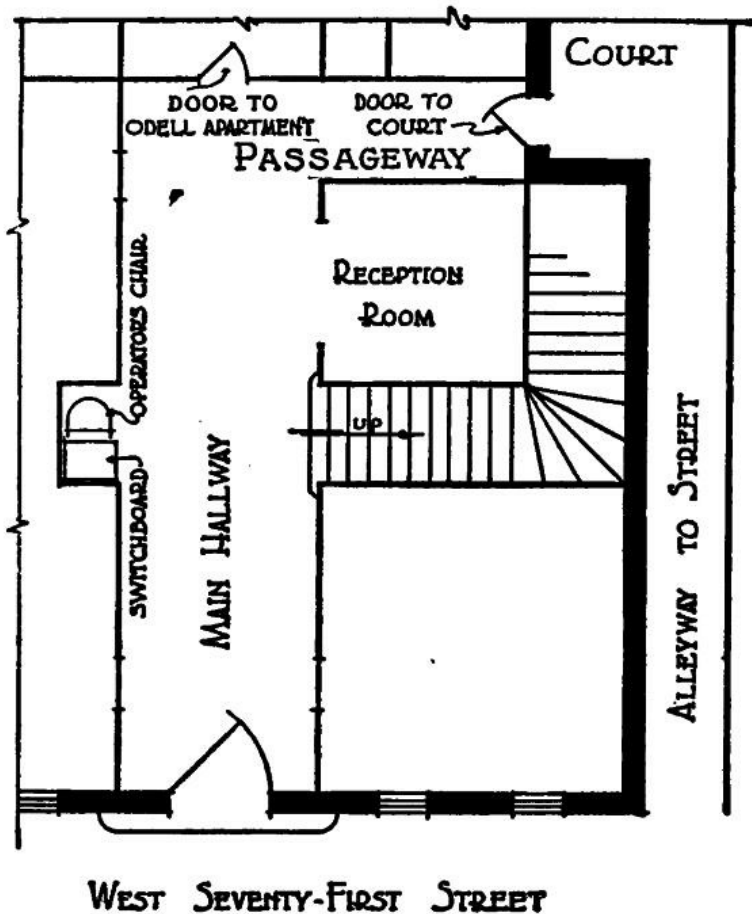 COURT
DOOR TO
ODELL APARTMENT
DOOR TO
COURT
PASSAGEWAY
RECEPTION
ROOM
OPERATOR'S CHAIR
UP
SWITCHBOARD
MAIN HALLWAY
ALLEYWAY TO STREET
WEST SEVENTY-FIRST STREET